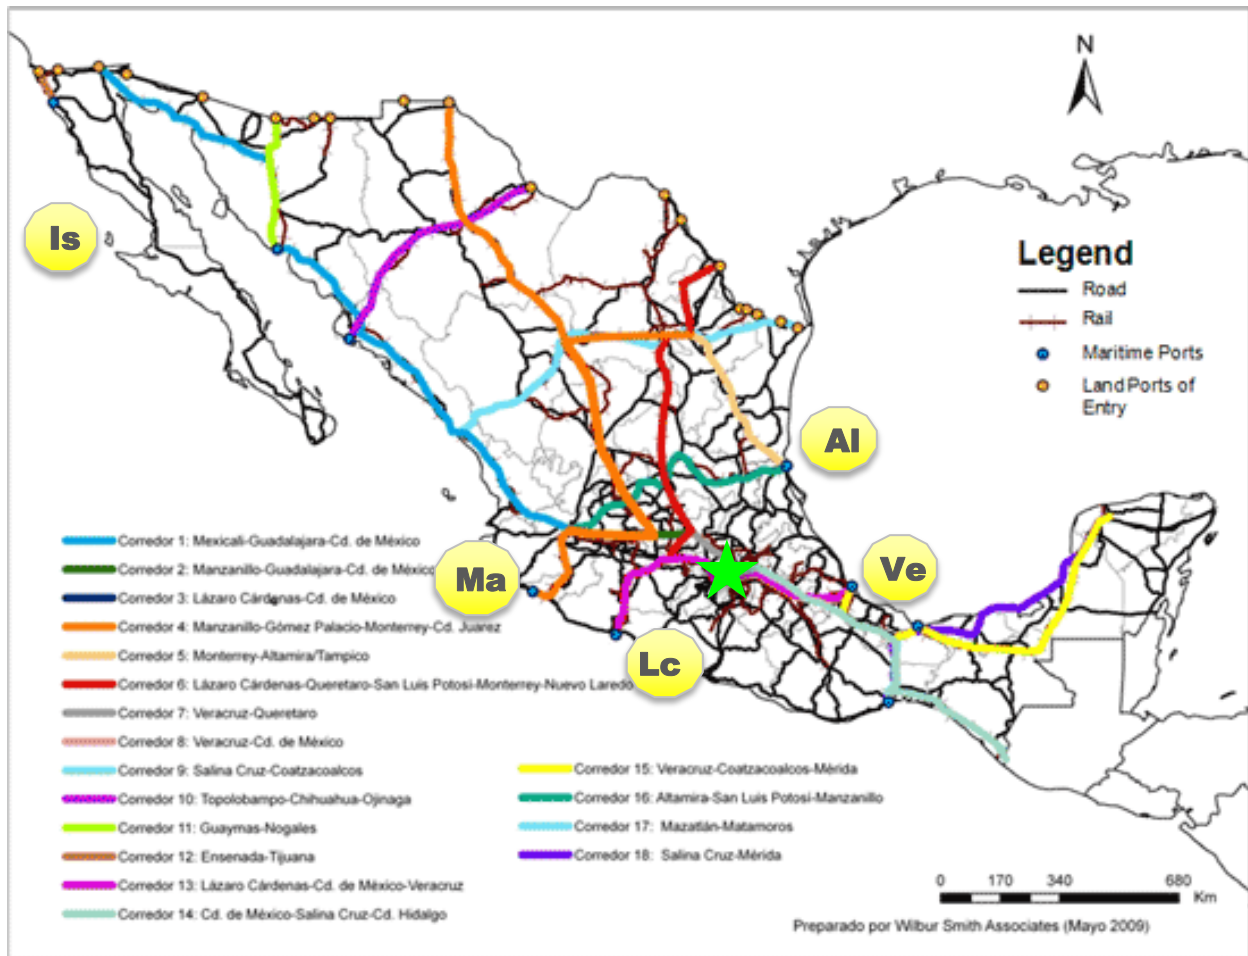 N
Is
Legend
Road
Rail
Maritime Ports
Land Ports of
Entry
Al
Ma
Ve
Lc
Corredor 1: Mexicali-Guadalajara-Cd. de México
Corredor 2: Manzanillo-Guadalajara-Cd. de México
Corredor 3: Lázaro Cárdenas-Cd. de México
Corredor 4: Manzanillo-Gómez Palacio-Monterrey-Cd. Juarez
Corredor 5: Monterrey-Altamira/Tampico
Corredor 6: Lázaro Cárdenas-Queretaro-San Luis Potosí-Monterrey-Nuevo Laredo
Corredor 7: Veracruz-Queretaro
Corredor 8: Veracruz-Cd. de México
Corredor 9: Salina Cruz-Coatzacoalcos
Corredor 10: Topolobampo-Chihuahua-Ojinaga
Corredor 11: Guaymas-Nogales
Corredor 12: Ensenada-Tijuana
Corredor 13: Lázaro Cárdenas-Cd. de México-Veracruz
Corredor 14: Cd. de México-Salina Cruz-Cd. Hidalgo
Corredor 15: Veracruz-Coatzacoalcos-Mérida
Corredor 16: Altamira-San Luis Potosí-Manzanillo
Corredor 17: Mazatlán-Matamoros
Corredor 18: Salina Cruz-Mérida
0 170 340 680
Km
Preparado por Wilbur Smith Associates (Mayo 2009)